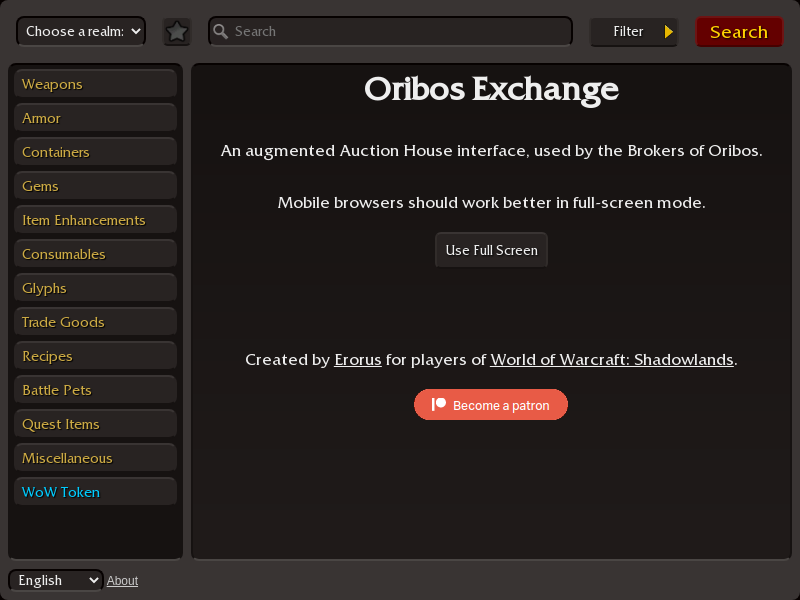 Choose a realm:
Search
Filter
Search
Weapons
Armor
Containers
Gems
Item Enhancements
Consumables
Glyphs
Trade Goods
Recipes
Battle Pets
Quest Items
Miscellaneous
WoW Token
Oribos Exchange
An augmented Auction House interface, used by the Brokers of Oribos.
Mobile browsers should work better in full-screen mode.
Use Full Screen
Created by Erorus for players of World of Warcraft: Shadowlands.
Become a patron
English
About